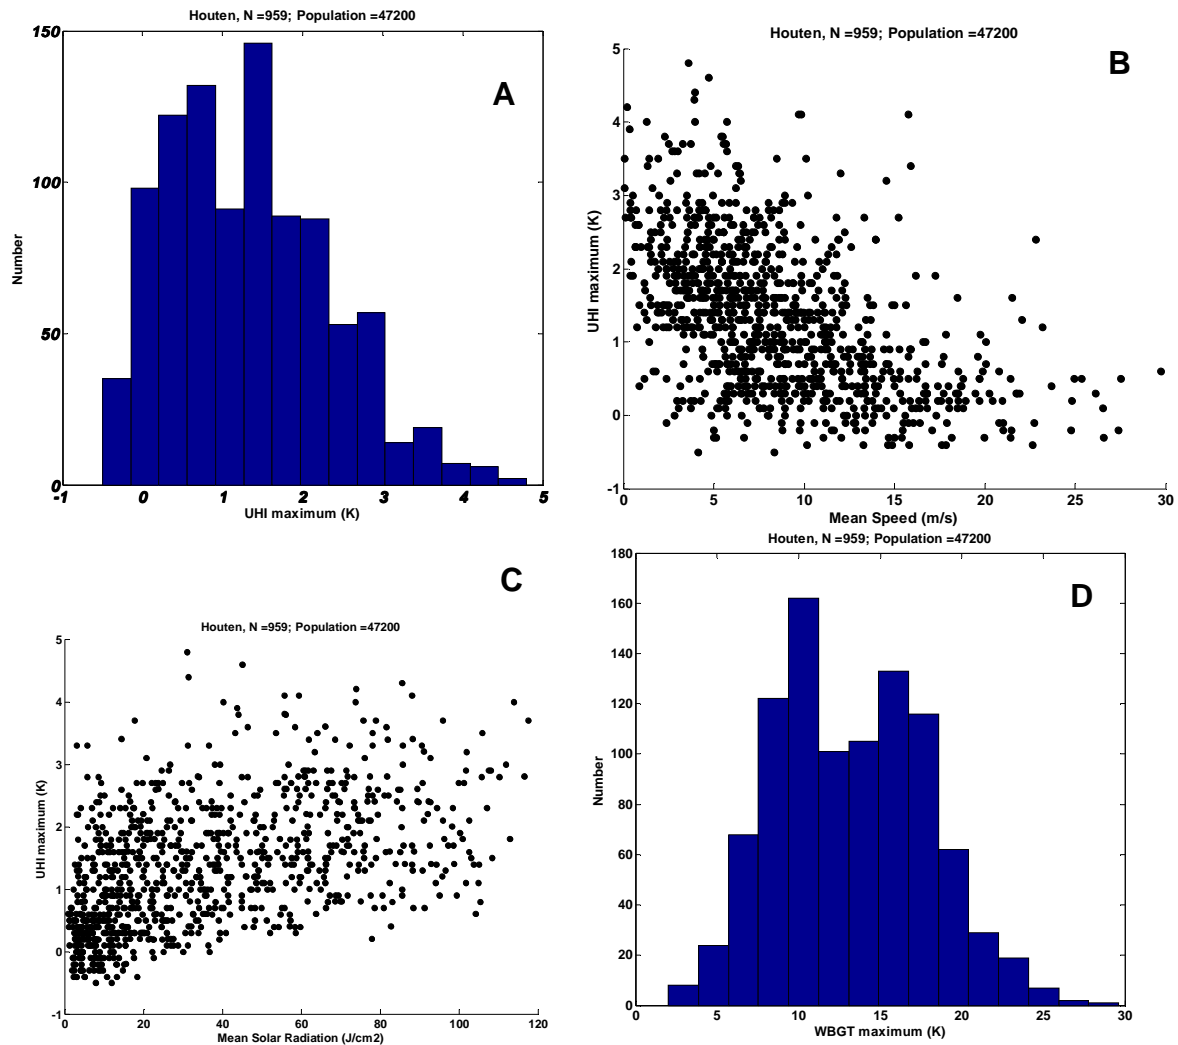 Houten, N =959; Population =47200
A
Number
150
100
50
0
-1 0 1 2 3 4 5
UHI maximum (K)
Houten, N =959; Population =47200
B
UHI maximum (K)
5
4
3
2
1
0
-1
0 5 10 15 20 25 30
Mean Speed (m/s)
C
Houten, N =959; Population =47200
UHI maximum (K)
5
4
3
2
1
0
-1
0 20 40 60 80 100 120
Mean Solar Radiation (J/cm2)
Houten, N =959; Population =47200
D
Number
180
160
140
120
100
80
60
40
20
0
0 5 10 15 20 25 30
WBGT maximum (K)